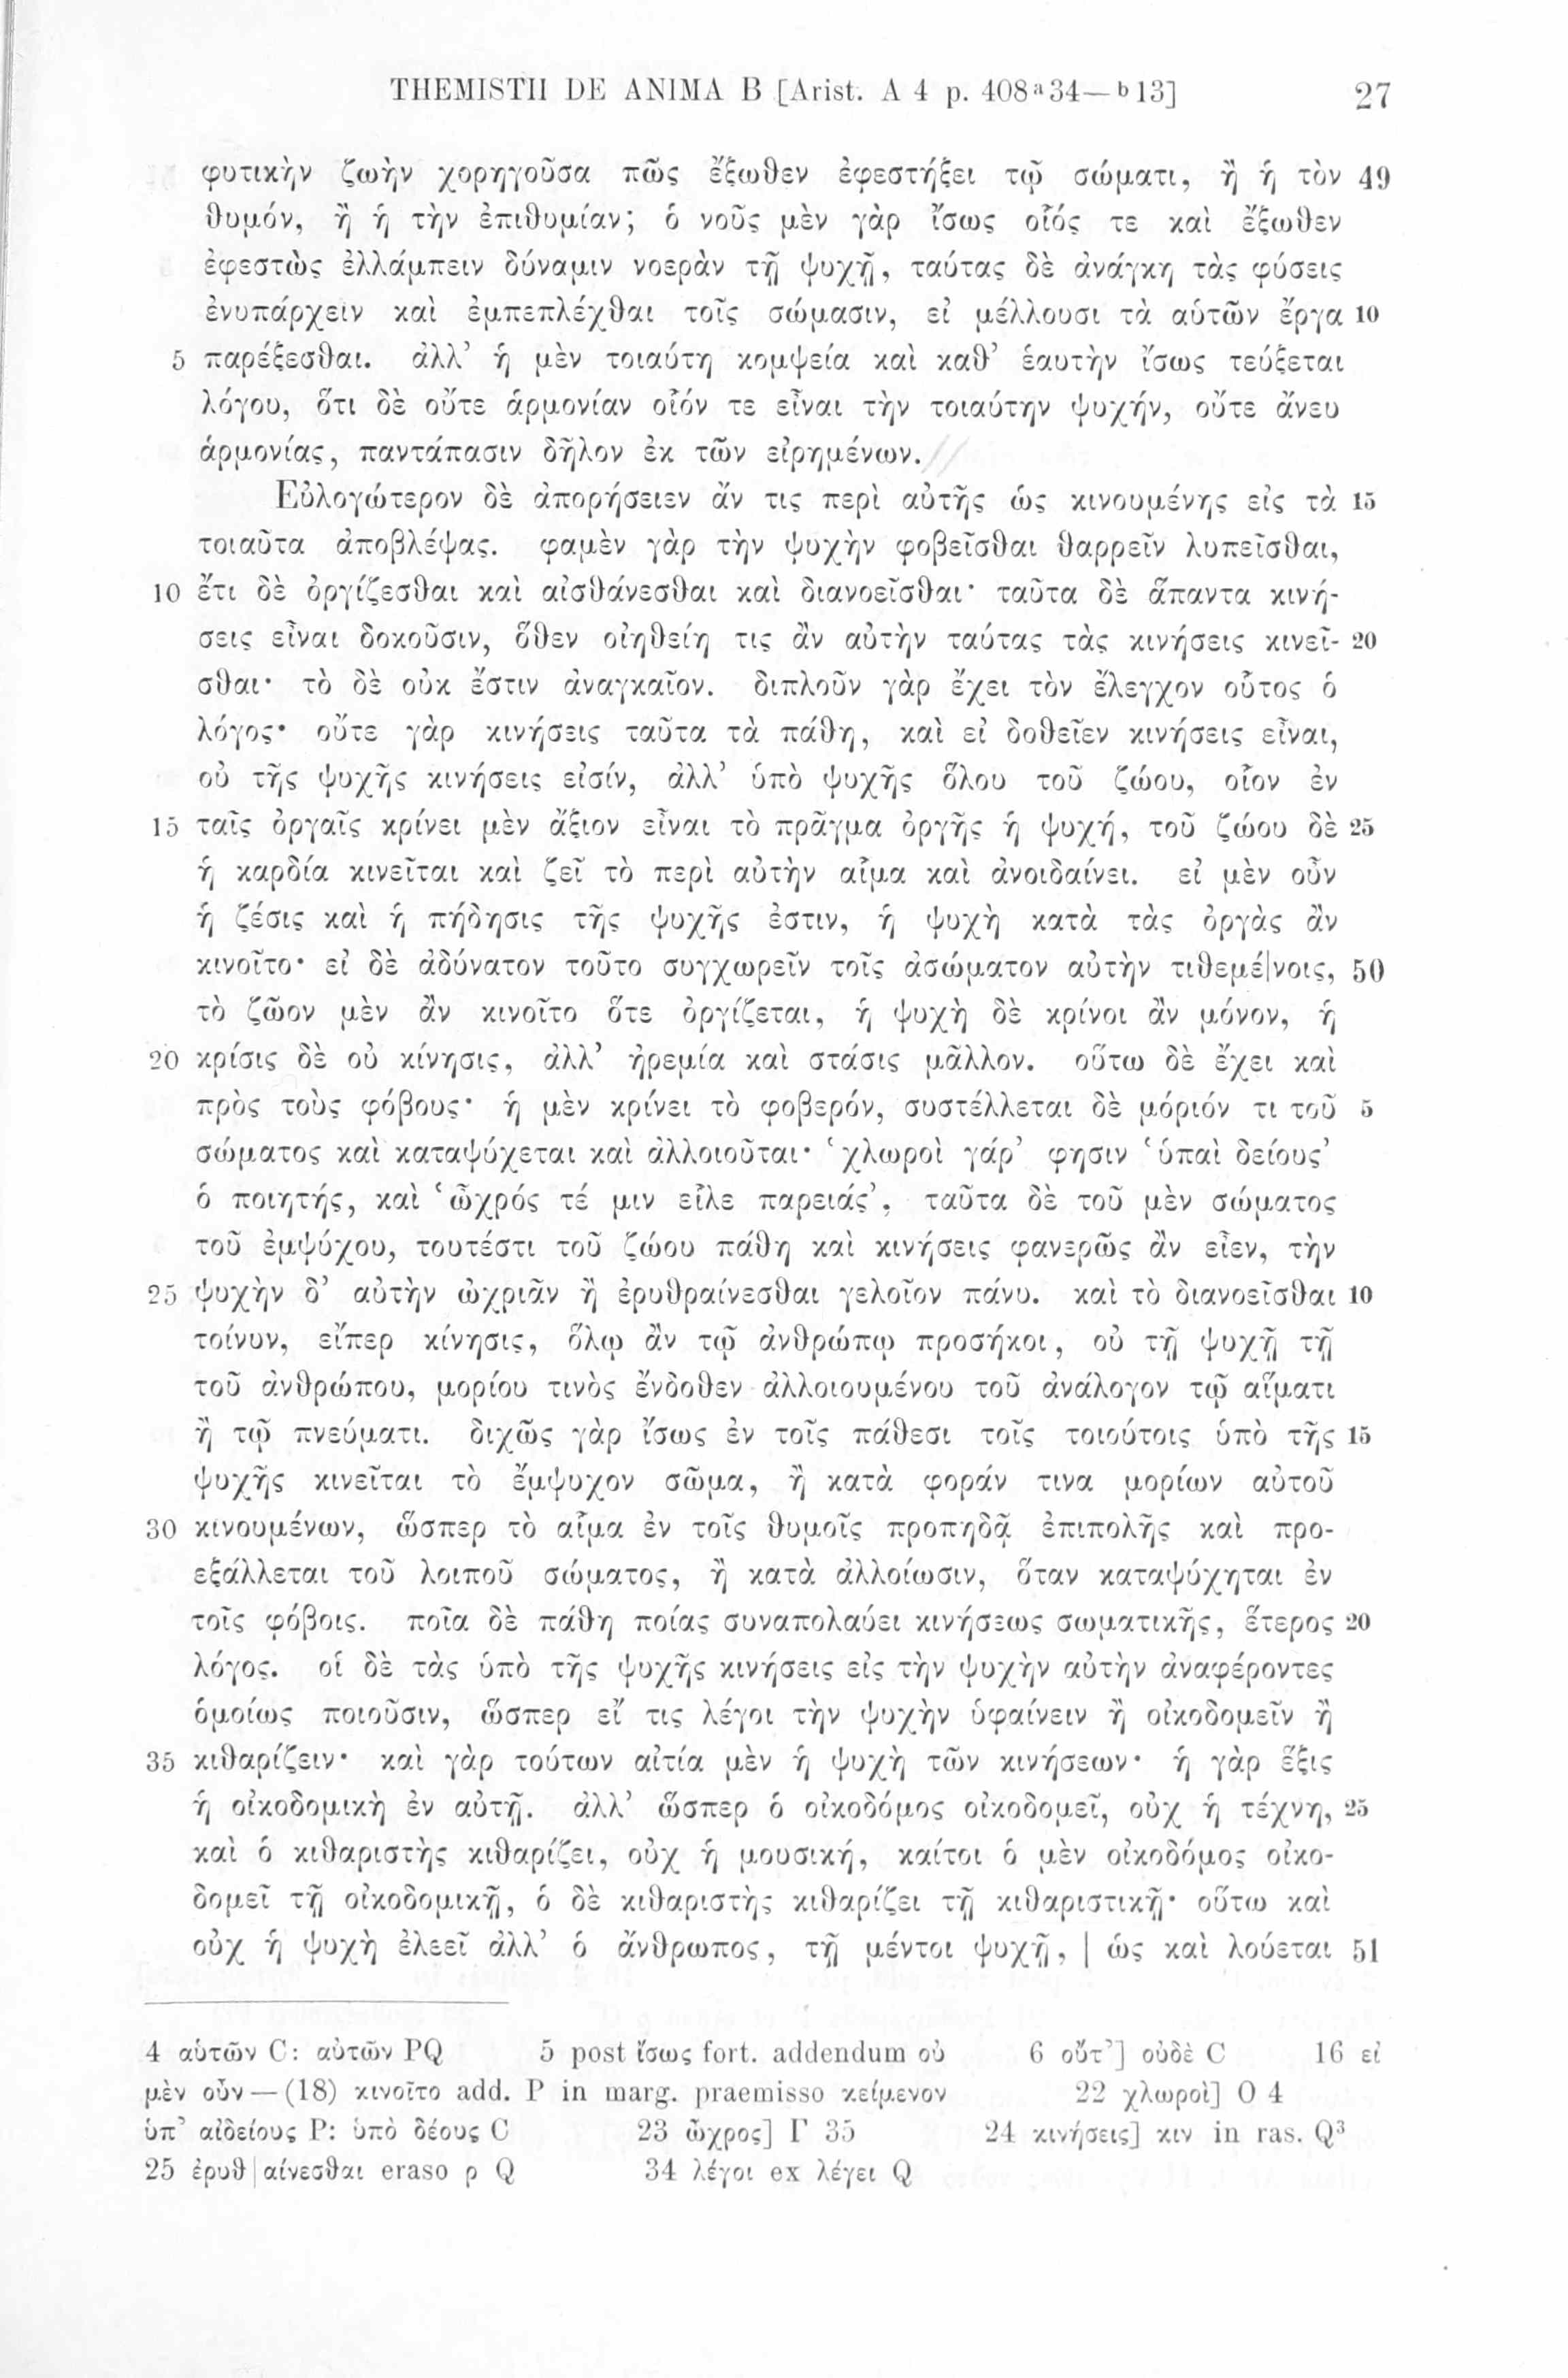 THEMISTII DE ANIMA B [Arist. A 4 p. 408ᵃ34—ᵇ13] 27
φυτικὴν ζωὴν χορηγοῦσα πῶς ἔξωθεν ἐφεστήξει τῷ σώματι, ἢ ἡ τὸν 49
θυμόν, ἢ ἡ τὴν ἐπιθυμίαν; ὁ νοῦς μὲν γὰρ ἴσως οἷός τε καὶ ἔξωθεν
ἐφεστὼς ἐλλάμπειν δύναμιν νοερὰν τῇ ψυχῇ, ταύτας δὲ ἀνάγκη τὰς φύσεις
ἐνυπάρχειν καὶ ἐμπεπλέχθαι τοῖς σώμασιν, εἰ μέλλουσι τὰ αὑτῶν ἔργα 10
5 παρέξεσθαι. ἀλλ’ ἡ μὲν τοιαύτη κομψεία καὶ καθ’ ἑαυτὴν ἴσως τεύξεται
λόγου, ὅτι δὲ οὔτε ἁρμονίαν οἷόν τε εἶναι τὴν τοιαύτην ψυχήν, οὔτε ἄνευ
ἁρμονίας, παντάπασιν δῆλον ἐκ τῶν εἰρημένων.
Εὐλογώτερον δὲ ἀπορήσειεν ἄν τις περὶ αὐτῆς ὡς κινουμένης εἰς τὰ 15
τοιαῦτα ἀποβλέψας. φαμὲν γὰρ τὴν ψυχὴν φοβεῖσθαι θαρρεῖν λυπεῖσθαι,
10 ἔτι δὲ ὀργίζεσθαι καὶ αἰσθάνεσθαι καὶ διανοεῖσθαι· ταῦτα δὲ ἅπαντα κινή-
σεις εἶναι δοκοῦσιν, ὅθεν οἰηθείη τις ἂν αὐτὴν ταύτας τὰς κινήσεις κινεῖ- 20
σθαι· τὸ δὲ οὐκ ἔστιν ἀναγκαῖον. διπλοῦν γὰρ ἔχει τὸν ἔλεγχον οὗτος ὁ
λόγος· οὔτε γὰρ κινήσεις ταῦτα τὰ πάθη, καὶ εἰ δοθεῖεν κινήσεις εἶναι,
οὐ τῆς ψυχῆς κινήσεις εἰσίν, ἀλλ’ ὑπὸ ψυχῆς ὅλου τοῦ ζῴου, οἷον ἐν
15 ταῖς ὀργαῖς κρίνει μὲν ἄξιον εἶναι τὸ πρᾶγμα ὀργῆς ἡ ψυχή, τοῦ ζῴου δὲ 25
ἡ καρδία κινεῖται καὶ ζεῖ τὸ περὶ αὐτὴν αἷμα καὶ ἀνοιδαίνει. εἰ μὲν οὖν
ἡ ζέσις καὶ ἡ πήδησις τῆς ψυχῆς ἐστιν, ἡ ψυχὴ κατὰ τὰς ὀργὰς ἂν
κινοῖτο· εἰ δὲ ἀδύνατον τοῦτο συγχωρεῖν τοῖς ἀσώματον αὐτὴν τιθεμέ|νοις, 50
τὸ ζῷον μὲν ἂν κινοῖτο ὅτε ὀργίζεται, ἡ ψυχὴ δὲ κρίνοι ἂν μόνον, ἡ
20 κρίσις δὲ οὐ κίνησις, ἀλλ’ ἠρεμία καὶ στάσις μᾶλλον. οὕτω δὲ ἔχει καὶ
πρὸς τοὺς φόβους· ἡ μὲν κρίνει τὸ φοβερόν, συστέλλεται δὲ μόριόν τι τοῦ 5
σώματος καὶ καταψύχεται καὶ ἀλλοιοῦται· ‘χλωροὶ γάρ’ φησιν ‘ὑπαὶ δείους’
ὁ ποιητής, καὶ ‘ὦχρός τέ μιν εἷλε παρειάς’, ταῦτα δὲ τοῦ μὲν σώματος
τοῦ ἐμψύχου, τουτέστι τοῦ ζῴου πάθη καὶ κινήσεις φανερῶς ἂν εἶεν, τὴν
25 ψυχὴν δ’ αὐτὴν ὠχριᾶν ἢ ἐρυθραίνεσθαι γελοῖον πάνυ. καὶ τὸ διανοεῖσθαι 10
τοίνυν, εἴπερ κίνησις, ὅλῳ ἂν τῷ ἀνθρώπῳ προσήκοι, οὐ τῇ ψυχῇ τῇ
τοῦ ἀνθρώπου, μορίου τινὸς ἔνδοθεν ἀλλοιουμένου τοῦ ἀνάλογον τῷ αἵματι
ἢ τῷ πνεύματι. διχῶς γὰρ ἴσως ἐν τοῖς πάθεσι τοῖς τοιούτοις ὑπὸ τῆς 15
ψυχῆς κινεῖται τὸ ἔμψυχον σῶμα, ἢ κατὰ φοράν τινα μορίων αὐτοῦ
30 κινουμένων, ὥσπερ τὸ αἷμα ἐν τοῖς θυμοῖς προπηδᾷ ἐπιπολῆς καὶ προ-
εξάλλεται τοῦ λοιποῦ σώματος, ἢ κατὰ ἀλλοίωσιν, ὅταν καταψύχηται ἐν
τοῖς φόβοις. ποῖα δὲ πάθη ποίας συναπολαύει κινήσεως σωματικῆς, ἕτερος 20
λόγος. οἱ δὲ τὰς ὑπὸ τῆς ψυχῆς κινήσεις εἰς τὴν ψυχὴν αὐτὴν ἀναφέροντες
ὁμοίως ποιοῦσιν, ὥσπερ εἴ τις λέγοι τὴν ψυχὴν ὑφαίνειν ἢ οἰκοδομεῖν ἢ
35 κιθαρίζειν· καὶ γὰρ τούτων αἰτία μὲν ἡ ψυχὴ τῶν κινήσεων· ἡ γὰρ ἕξις
ἡ οἰκοδομικὴ ἐν αὐτῇ. ἀλλ’ ὥσπερ ὁ οἰκοδόμος οἰκοδομεῖ, οὐχ ἡ τέχνη, 25
καὶ ὁ κιθαριστὴς κιθαρίζει, οὐχ ἡ μουσική, καίτοι ὁ μὲν οἰκοδόμος οἰκο-
δομεῖ τῇ οἰκοδομικῇ, ὁ δὲ κιθαριστὴς κιθαρίζει τῇ κιθαριστικῇ· οὕτω καὶ
οὐχ ἡ ψυχὴ ἐλεεῖ ἀλλ’ ὁ ἄνθρωπος, τῇ μέντοι ψυχῇ, | ὡς καὶ λούεται 51
4 αὑτῶν C: αὐτῶν PQ 5 post ἴσως fort. addendum οὐ 6 οὔτ’] οὐδὲ C 16 εἰ
μὲν οὖν — (18) κινοῖτο add. P in marg. praemisso κείμενον 22 χλωροὶ] O 4
ὑπ’ αἰδείους P: ὑπὸ δέους C 23 ὦχρος] Γ 35 24 κινήσεις] κιν in ras. Q³
25 ἐρυθ|αίνεσθαι eraso ρ Q 34 λέγοι ex λέγει Q